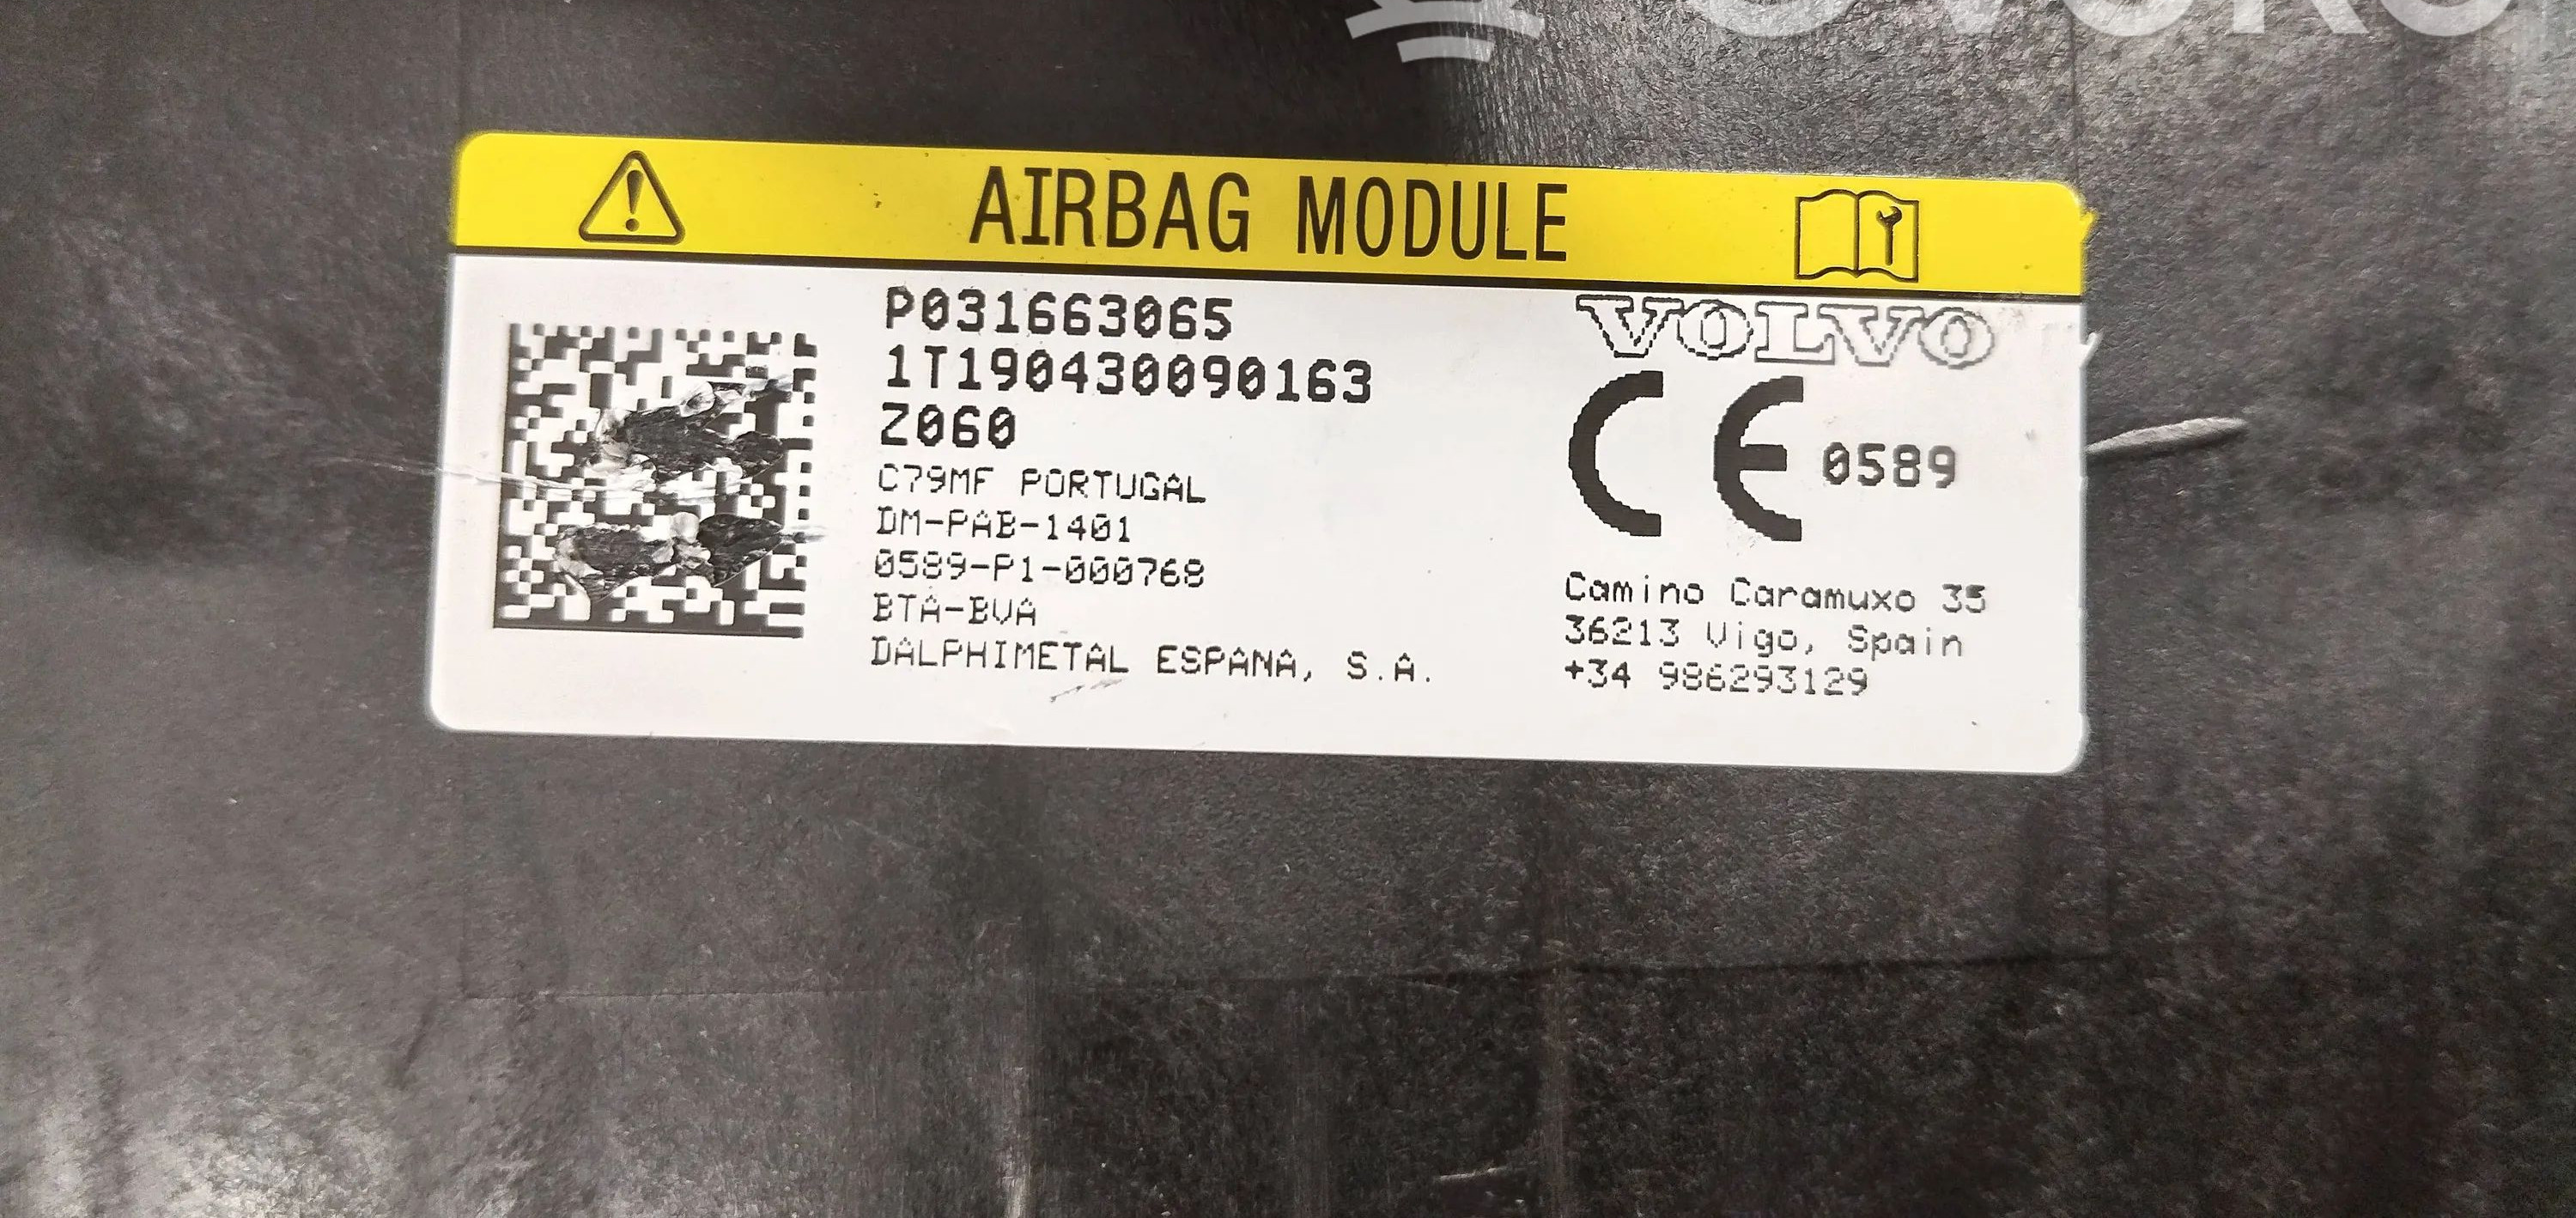 AIRBAG MODULE
P031663065
1T190430090163
Z060
C79MF PORTUGAL
DM-PAB-1401
0589-P1-000768
BTA-BVA
DALPHIMETAL ESPANA, S.A.
VOLVO
CE 0589
Camino Caramuxo 35
36213 Vigo, Spain
+34 986293129